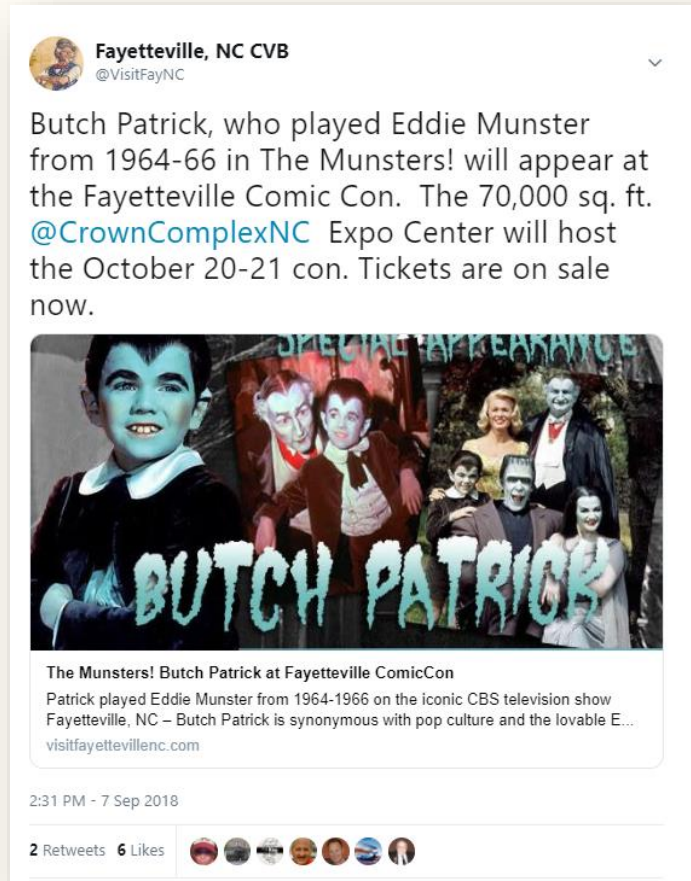 Fayetteville, NC CVB
@VisitFayNC
Butch Patrick, who played Eddie Munster
from 1964-66 in The Munsters! will appear at
the Fayetteville Comic Con.  The 70,000 sq. ft.
@CrownComplexNC  Expo Center will host
the October 20-21 con. Tickets are on sale
now.
SPECIAL APPEARANCE
BUTCH PATRICK
The Munsters! Butch Patrick at Fayetteville ComicCon
Patrick played Eddie Munster from 1964-1966 on the iconic CBS television show
Fayetteville, NC – Butch Patrick is synonymous with pop culture and the lovable E...
visitfayettevillenc.com
2:31 PM - 7 Sep 2018
2 Retweets 6 Likes